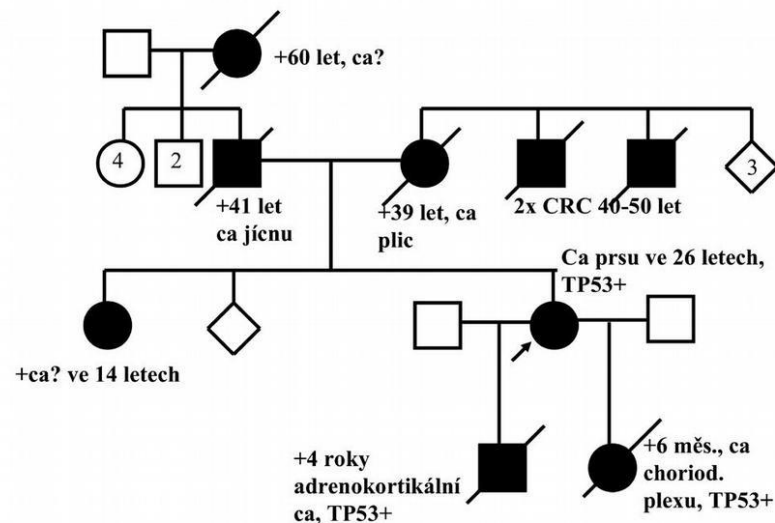 +60 let, ca?
4
2
3
+41 let
ca jícnu
+39 let, ca
plic
2x CRC 40-50 let
Ca prsu ve 26 letech,
TP53+
+ca? ve 14 letech
+4 roky
adrenokortikální
ca, TP53+
+6 měs., ca
choriod.
plexu, TP53+